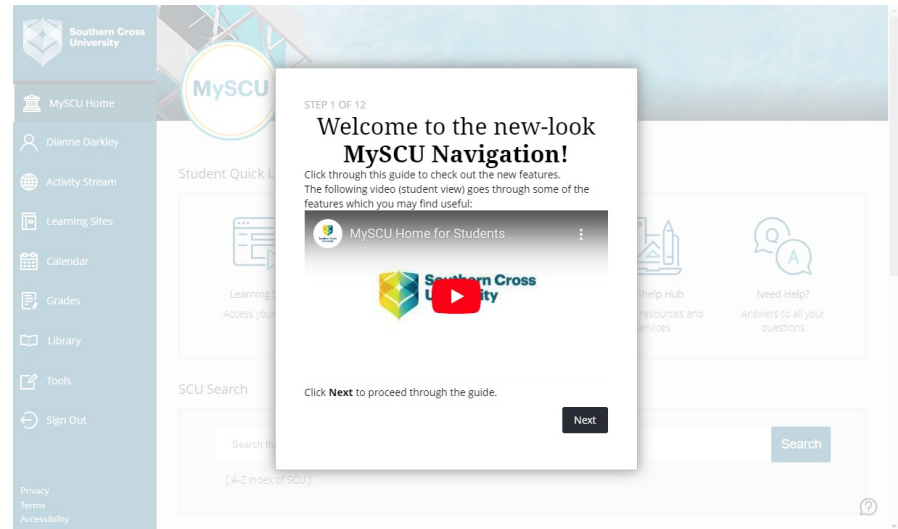 Southern Cross
University
MySCU Home
Dianne Darkley
Activity Stream
Learning Sites
Calendar
Grades
Library
Tools
Sign Out
Privacy
Terms
Accessibility
MySCU
Student Quick L
Learning
Access your
-help Hub
resources and
Need Help?
Answers to all your
questions
SCU Search
Search
[ A-Z index of SCU ]
Search
STEP 1 OF 12
Welcome to the new-look
MySCU Navigation!
Click through this guide to check out the new features.
The following video (student view) goes through some of the
features which you may find useful:
MySCU Home for Students
Southern Cross
Click Next to proceed through the guide.
Next